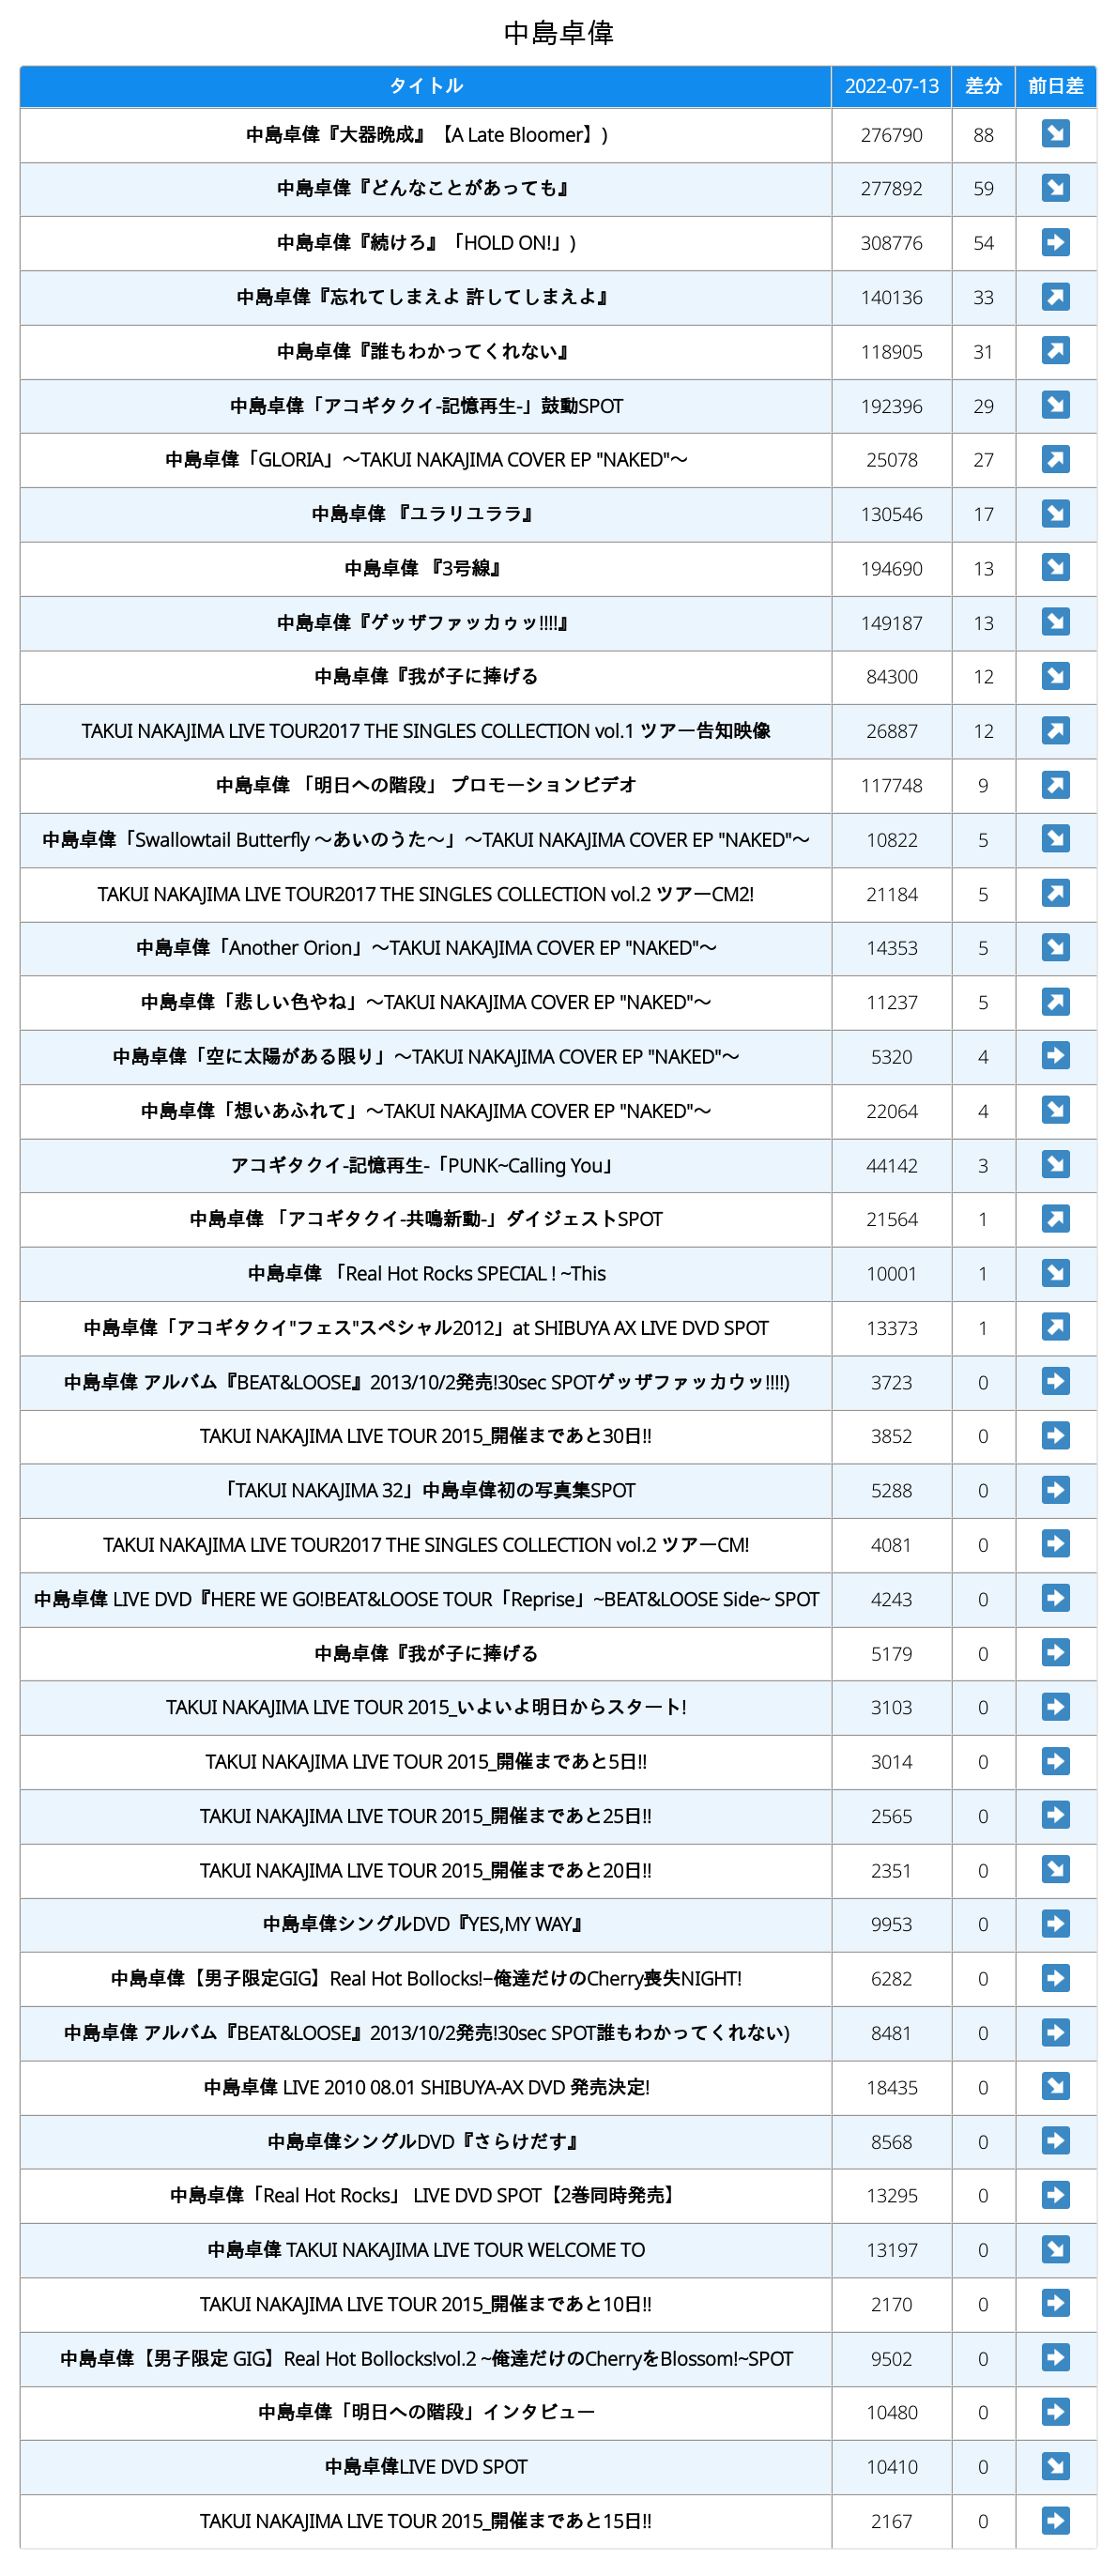 中島卓偉
タイトル 2022-07-13 差分 前日差
中島卓偉『大器晩成』【A Late Bloomer】) 276790 88 ↘
中島卓偉『どんなことがあっても』 277892 59 ↘
中島卓偉『続けろ』「HOLD ON!」) 308776 54 ➡
中島卓偉『忘れてしまえよ 許してしまえよ』 140136 33 ↗
中島卓偉『誰もわかってくれない』 118905 31 ↗
中島卓偉「アコギタクイ-記憶再生-」鼓動SPOT 192396 29 ↘
中島卓偉「GLORIA」〜TAKUI NAKAJIMA COVER EP "NAKED"〜 25078 27 ↗
中島卓偉 『ユラリユララ』 130546 17 ↘
中島卓偉 『3号線』 194690 13 ↘
中島卓偉『ゲッザファッカゥッ!!!!』 149187 13 ↘
中島卓偉『我が子に捧げる 84300 12 ↘
TAKUI NAKAJIMA LIVE TOUR2017 THE SINGLES COLLECTION vol.1 ツアー告知映像 26887 12 ↗
中島卓偉 「明日への階段」 プロモーションビデオ 117748 9 ↗
中島卓偉「Swallowtail Butterfly 〜あいのうた〜」〜TAKUI NAKAJIMA COVER EP "NAKED"〜 10822 5 ↘
TAKUI NAKAJIMA LIVE TOUR2017 THE SINGLES COLLECTION vol.2 ツアーCM2! 21184 5 ↗
中島卓偉「Another Orion」〜TAKUI NAKAJIMA COVER EP "NAKED"〜 14353 5 ↘
中島卓偉「悲しい色やね」〜TAKUI NAKAJIMA COVER EP "NAKED"〜 11237 5 ↗
中島卓偉「空に太陽がある限り」〜TAKUI NAKAJIMA COVER EP "NAKED"〜 5320 4 ➡
中島卓偉「想いあふれて」〜TAKUI NAKAJIMA COVER EP "NAKED"〜 22064 4 ↘
アコギタクイ-記憶再生-「PUNK~Calling You」 44142 3 ↘
中島卓偉 「アコギタクイ-共鳴新動-」ダイジェストSPOT 21564 1 ↗
中島卓偉 「Real Hot Rocks SPECIAL ! ~This 10001 1 ↘
中島卓偉「アコギタクイ"フェス"スペシャル2012」at SHIBUYA AX LIVE DVD SPOT 13373 1 ↗
中島卓偉 アルバム『BEAT&LOOSE』2013/10/2発売!30sec SPOTゲッザファッカウッ!!!!) 3723 0 ➡
TAKUI NAKAJIMA LIVE TOUR 2015_開催まであと30日!! 3852 0 ➡
「TAKUI NAKAJIMA 32」中島卓偉初の写真集SPOT 5288 0 ➡
TAKUI NAKAJIMA LIVE TOUR2017 THE SINGLES COLLECTION vol.2 ツアーCM! 4081 0 ➡
中島卓偉 LIVE DVD『HERE WE GO!BEAT&LOOSE TOUR「Reprise」~BEAT&LOOSE Side~ SPOT 4243 0 ➡
中島卓偉『我が子に捧げる 5179 0 ➡
TAKUI NAKAJIMA LIVE TOUR 2015_いよいよ明日からスタート! 3103 0 ➡
TAKUI NAKAJIMA LIVE TOUR 2015_開催まであと5日!! 3014 0 ➡
TAKUI NAKAJIMA LIVE TOUR 2015_開催まであと25日!! 2565 0 ➡
TAKUI NAKAJIMA LIVE TOUR 2015_開催まであと20日!! 2351 0 ↘
中島卓偉シングルDVD『YES,MY WAY』 9953 0 ➡
中島卓偉【男子限定GIG】Real Hot Bollocks!–俺達だけのCherry喪失NIGHT! 6282 0 ➡
中島卓偉 アルバム『BEAT&LOOSE』2013/10/2発売!30sec SPOT誰もわかってくれない) 8481 0 ➡
中島卓偉 LIVE 2010 08.01 SHIBUYA-AX DVD 発売決定! 18435 0 ↘
中島卓偉シングルDVD『さらけだす』 8568 0 ➡
中島卓偉「Real Hot Rocks」 LIVE DVD SPOT【2巻同時発売】 13295 0 ➡
中島卓偉 TAKUI NAKAJIMA LIVE TOUR WELCOME TO 13197 0 ↘
TAKUI NAKAJIMA LIVE TOUR 2015_開催まであと10日!! 2170 0 ➡
中島卓偉【男子限定 GIG】Real Hot Bollocks!vol.2 ~俺達だけのCherryをBlossom!~SPOT 9502 0 ➡
中島卓偉「明日への階段」インタビュー 10480 0 ➡
中島卓偉LIVE DVD SPOT 10410 0 ↘
TAKUI NAKAJIMA LIVE TOUR 2015_開催まであと15日!! 2167 0 ➡